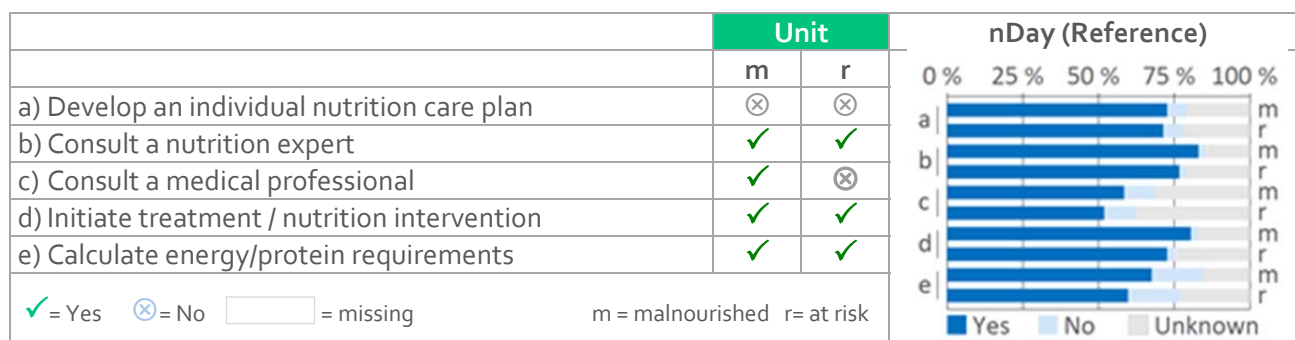 Unit
nDay (Reference)
m r
0 % 25 % 50 % 75 % 100 %
a) Develop an individual nutrition care plan
b) Consult a nutrition expert
c) Consult a medical professional
d) Initiate treatment / nutrition intervention
e) Calculate energy/protein requirements
✓= Yes ⊗= No = missing m = malnourished r= at risk
a m
r
b m
r
c m
r
d m
r
e m
r
Yes No Unknown